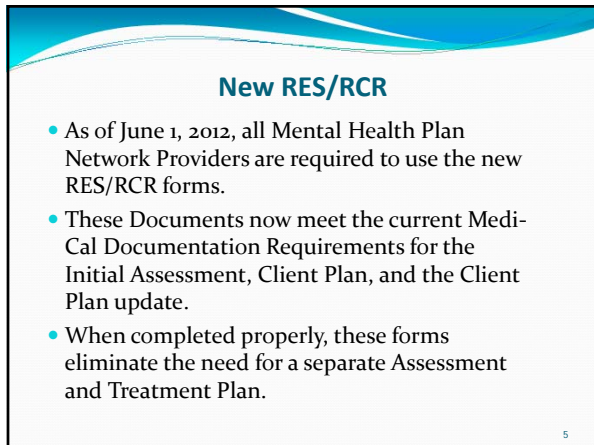 New RES/RCR
• As of June 1, 2012, all Mental Health Plan
Network Providers are required to use the new
RES/RCR forms.
• These Documents now meet the current Medi-
Cal Documentation Requirements for the
Initial Assessment, Client Plan, and the Client
Plan update.
• When completed properly, these forms
eliminate the need for a separate Assessment
and Treatment Plan.
5